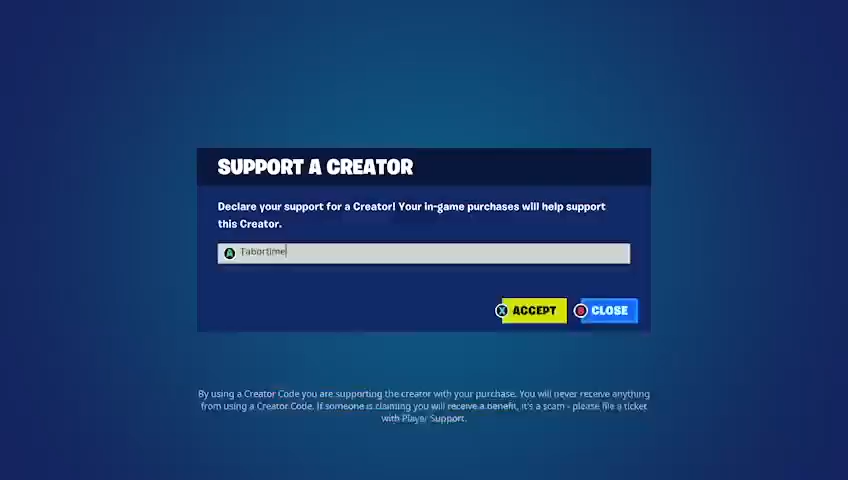 SUPPORT A CREATOR
Declare your support for a Creator! Your in-game purchases will help support
this Creator.
A Tabortime
X ACCEPT B CLOSE
By using a Creator Code you are supporting the creator with your purchase. You will never receive anything
from using a Creator Code. If someone is claiming you will receive a benefit, it's a scam - please file a ticket
with Player Support.